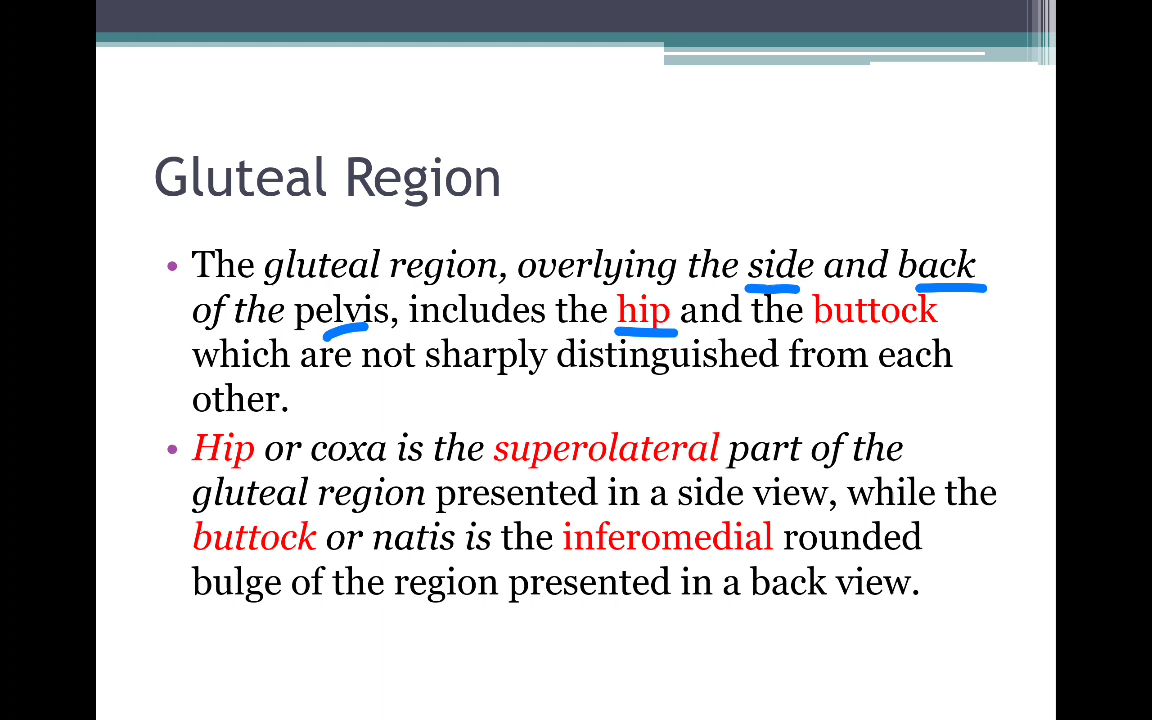 Gluteal Region
• The gluteal region, overlying the side and back
of the pelvis, includes the hip and the buttock
which are not sharply distinguished from each
other.
• Hip or coxa is the superolateral part of the
gluteal region presented in a side view, while the
buttock or natis is the inferomedial rounded
bulge of the region presented in a back view.